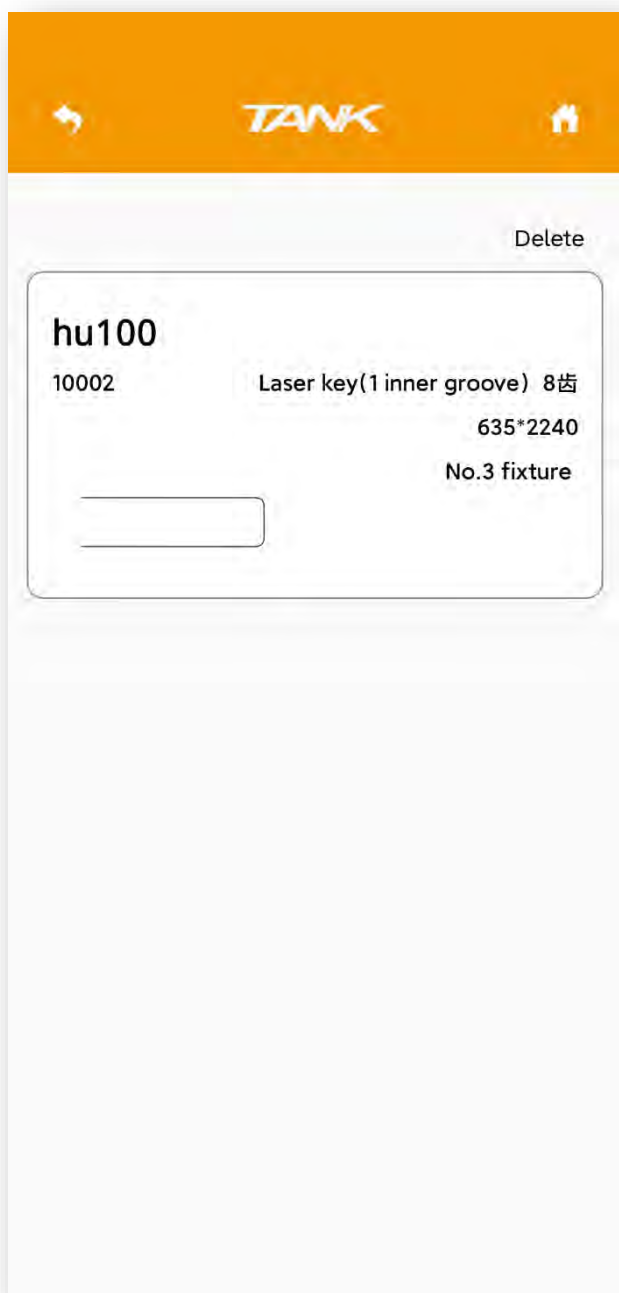 TANK
Delete
hu100
10002 Laser key(1 inner groove) 8齿
635*2240
No.3 fixture